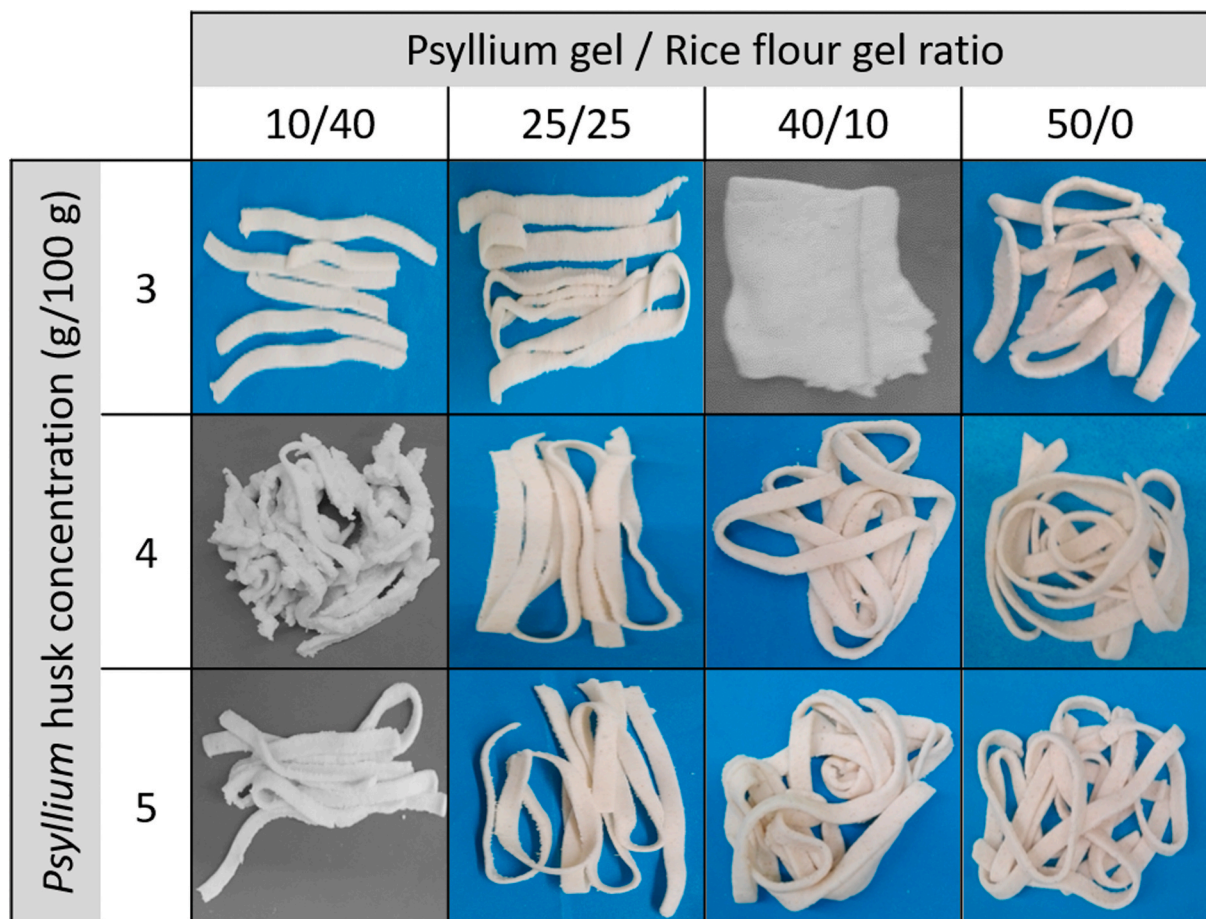 Psyllium gel / Rice flour gel ratio
10/40 25/25 40/10 50/0
Psyllium husk concentration (g/100 g)
3
4
5